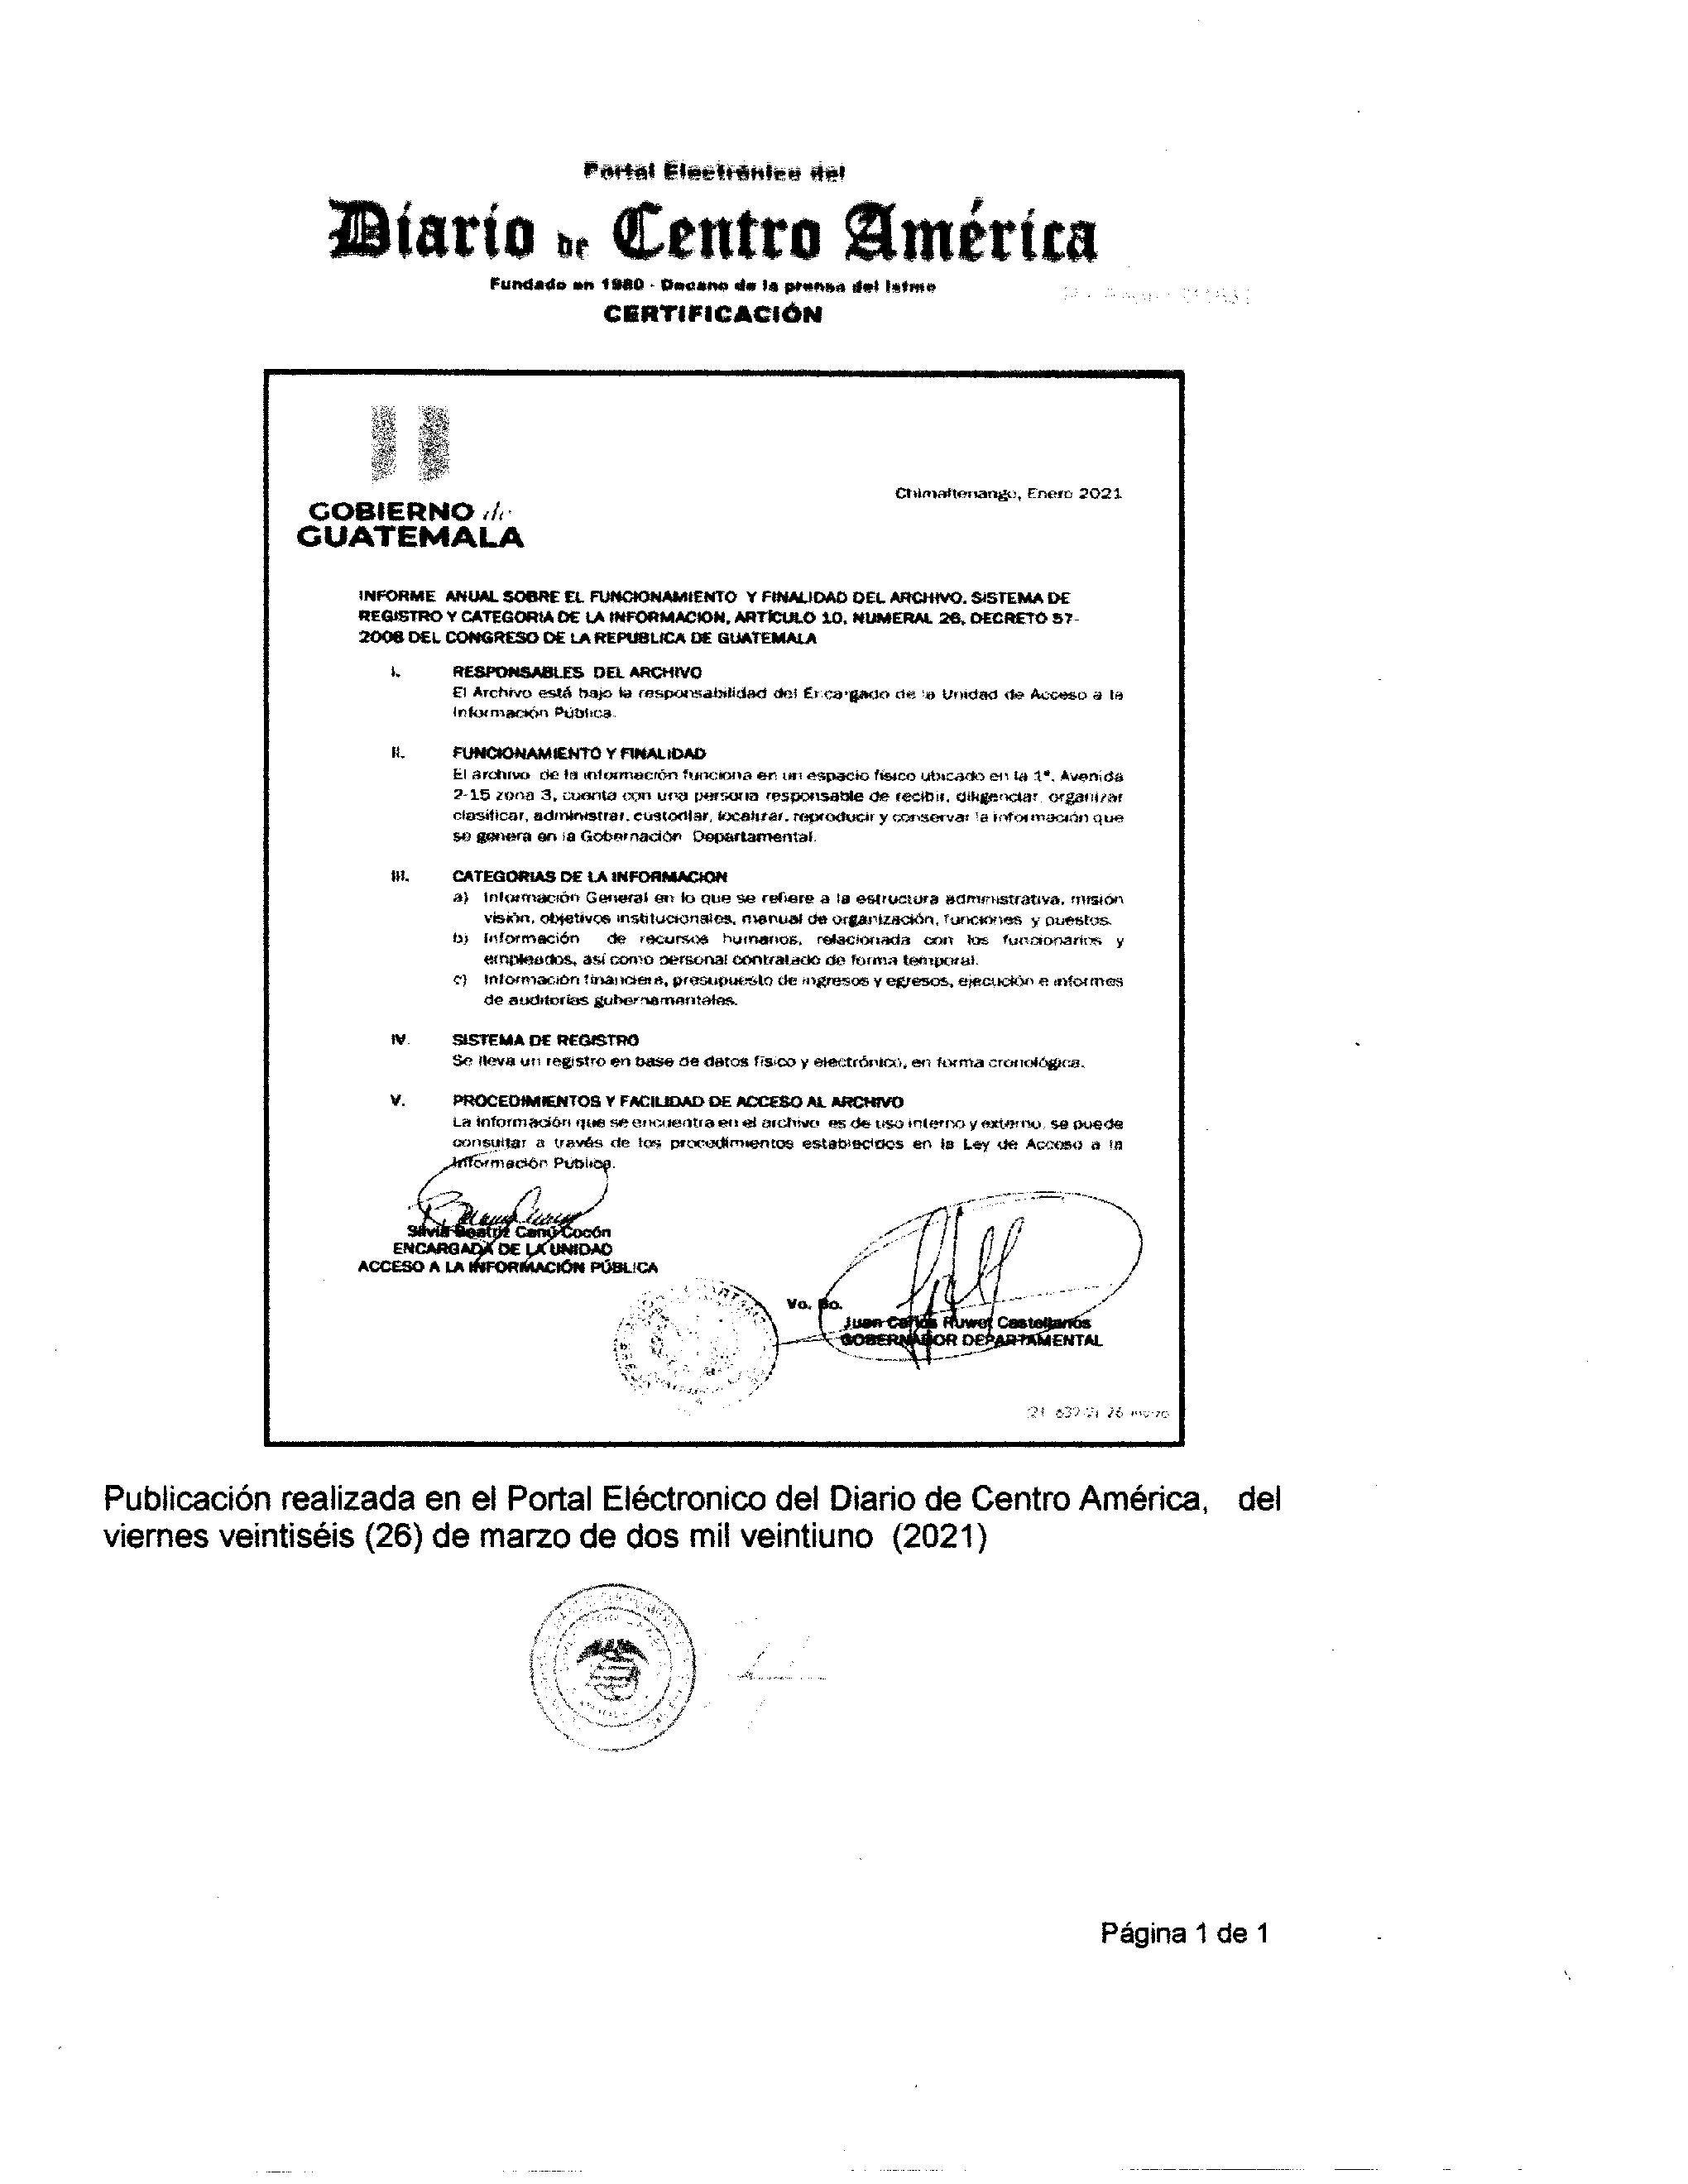 Portal Electrónico del
Diario DE Centro América
Fundado en 1980 - Decano de la prensa del Istmo
CERTIFICACIÓN
Chimaltenango, Enero 2021
GOBIERNO de
GUATEMALA
INFORME ANUAL SOBRE EL FUNCIONAMIENTO Y FINALIDAD DEL ARCHIVO, SISTEMA DE
REGISTRO Y CATEGORIA DE LA INFORMACION, ARTÍCULO 10, NUMERAL 26, DECRETO 57-
2008 DEL CONGRESO DE LA REPUBLICA DE GUATEMALA
I. RESPONSABLES DEL ARCHIVO
El Archivo está bajo la responsabilidad del Encargado de la Unidad de Acceso a la
Información Pública.
II. FUNCIONAMIENTO Y FINALIDAD
El archivo de la información funciona en un espacio físico ubicado en la 1ª. Avenida
2-15 zona 3, cuenta con una persona responsable de recibir, diligenciar, organizar
clasificar, administrar, custodiar, localizar, reproducir y conservar la información que
se genera en la Gobernación Departamental.
III. CATEGORIAS DE LA INFORMACION
a) Información General en lo que se refiere a la estructura administrativa, misión
visión, objetivos institucionales, manual de organización, funciones y puestos.
b) Información de recursos humanos, relacionada con los funcionarios y
empleados, así como personal contratado de forma temporal.
c) Información financiera, presupuesto de ingresos y egresos, ejecución e informes
de auditorias gubernamentales.
IV. SISTEMA DE REGISTRO
Se lleva un registro en base de datos físico y electrónico, en forma cronológica.
V. PROCEDIMIENTOS Y FACILIDAD DE ACCESO AL ARCHIVO
La información que se encuentra en el archivo es de uso interno y externo, se puede
consultar a través de los procedimientos establecidos en la Ley de Acceso a la
Información Pública.
Silvia Beatriz Canú Cocón
ENCARGADA DE LA UNIDAD
ACCESO A LA INFORMACIÓN PÚBLICA
Vo. Bo.
Juan Carlos Ruwet Castellanos
GOBERNADOR DEPARTAMENTAL
26 marzo
Publicación realizada en el Portal Eléctronico del Diario de Centro América, del
viernes veintiséis (26) de marzo de dos mil veintiuno (2021)
Página 1 de 1